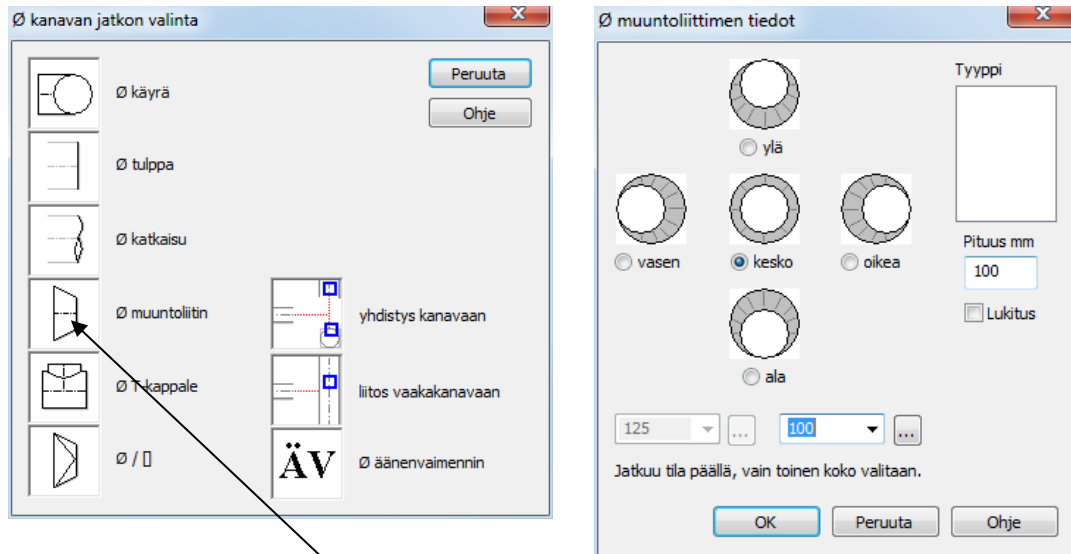 Ø kanavan jatkon valinta
Ø käyrä
Peruuta
Ohje
Ø tulppa
Ø katkaisu
Ø muuntoliitin
yhdistys kanavaan
Ø T-kappale
liitos vaakakanavaan
Ø / []
ÄV
Ø äänenvaimennin
Ø muuntoliittimen tiedot
Tyyppi
ylä
vasen
kesko
oikea
Pituus mm
100
Lukitus
ala
125
...
100
...
Jatkuu tila päällä, vain toinen koko valitaan.
OK
Peruuta
Ohje